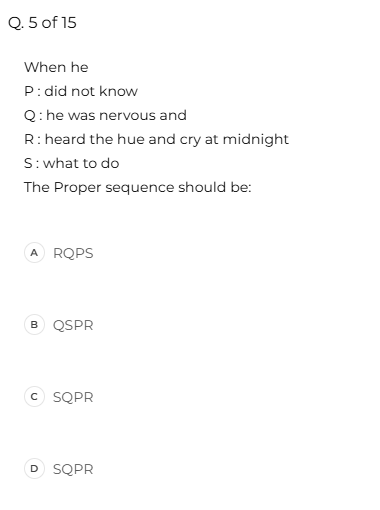 Q. 5 of 15
When he
P : did not know
Q : he was nervous and
R : heard the hue and cry at midnight
S : what to do
The Proper sequence should be:
A RQPS
B QSPR
C SQPR
D SQPR